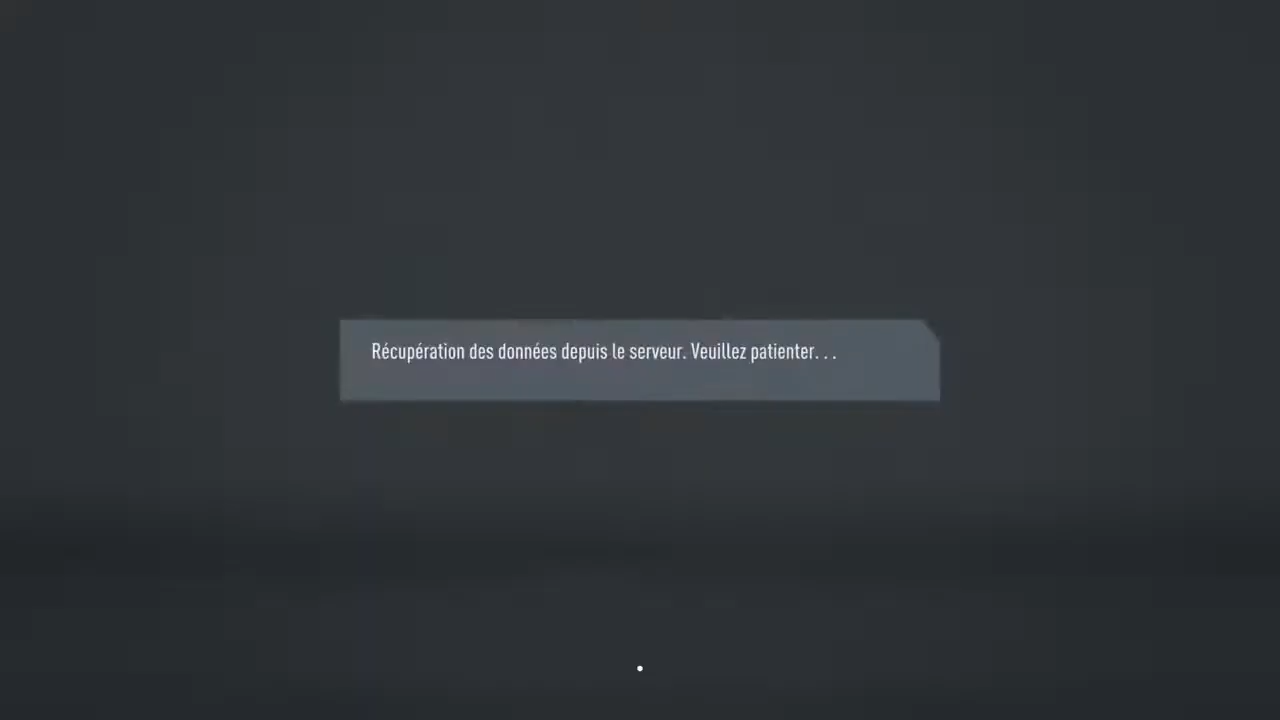 Récupération des données depuis le serveur. Veuillez patienter. . .